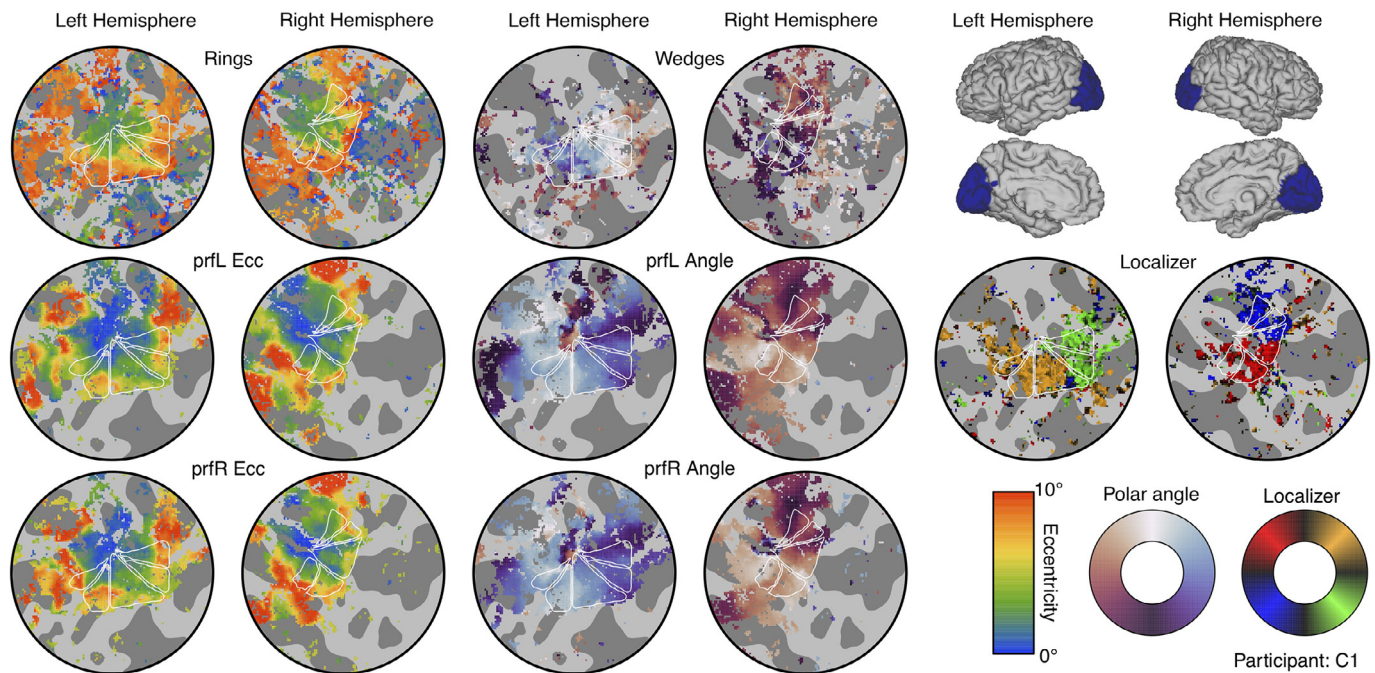 Left Hemisphere
Right Hemisphere
Left Hemisphere
Right Hemisphere
Left Hemisphere
Right Hemisphere
Rings
Wedges
prfL Ecc
prfL Angle
Localizer
prfR Ecc
prfR Angle
10°
Eccentricity
0°
Polar angle
Localizer
Participant: C1